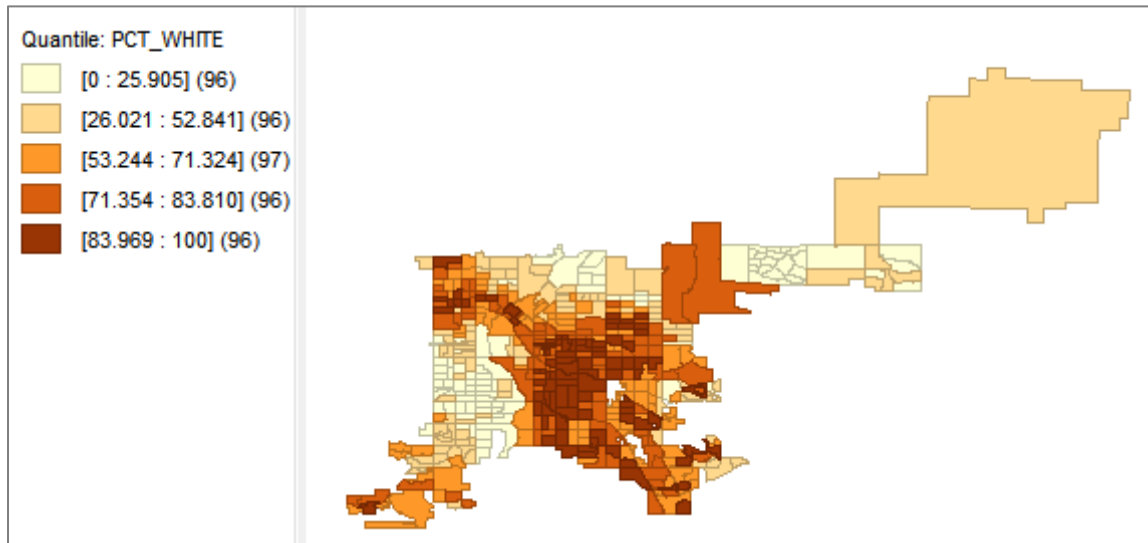 Quantile: PCT_WHITE
[0 : 25.905] (96)
[26.021 : 52.841] (96)
[53.244 : 71.324] (97)
[71.354 : 83.810] (96)
[83.969 : 100] (96)